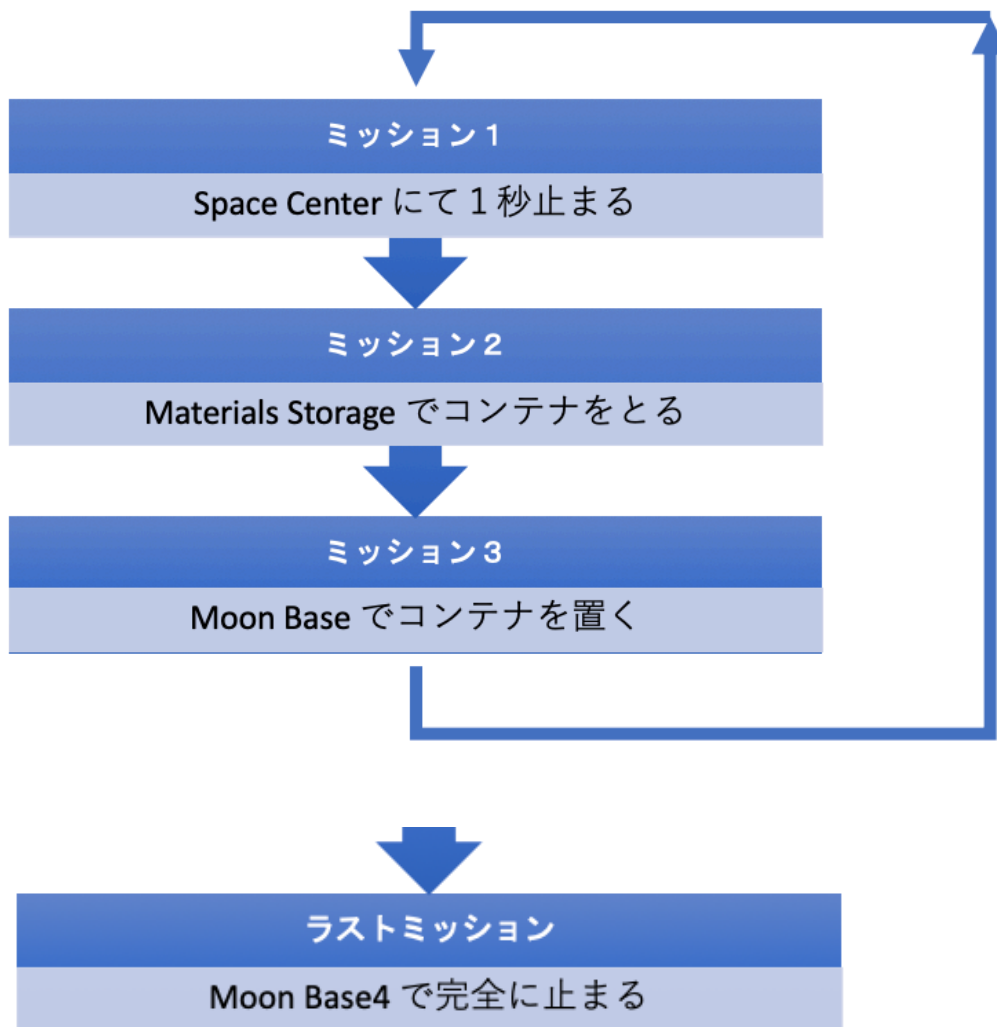 ミッション１
Space Center にて１秒止まる
ミッション２
Materials Storage でコンテナをとる
ミッション３
Moon Base でコンテナを置く
ラストミッション
Moon Base4 で完全に止まる